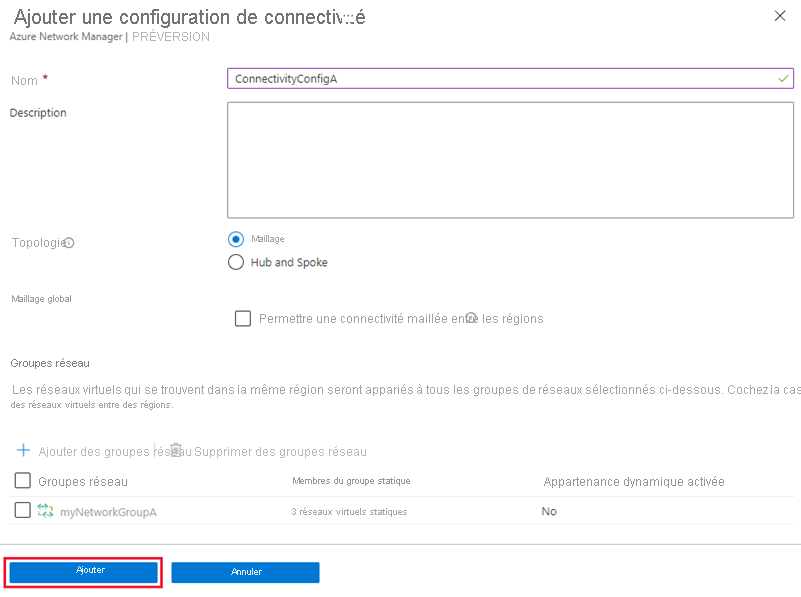 Ajouter une configuration de connectivité
Azure Network Manager | PRÉVERSION
Nom *
ConnectivityConfigA
Description
Topologie
Maillage
Hub and Spoke
Maillage global
Permettre une connectivité maillée entre les régions
Groupes réseau
Les réseaux virtuels qui se trouvent dans la même région seront appariés à tous les groupes de réseaux sélectionnés ci-dessous. Cochez la cas
des réseaux virtuels entre des régions.
Ajouter des groupes réseau Supprimer des groupes réseau
Groupes réseau Membres du groupe statique Appartenance dynamique activée
myNetworkGroupA 3 réseaux virtuels statiques No
Ajouter Annuler